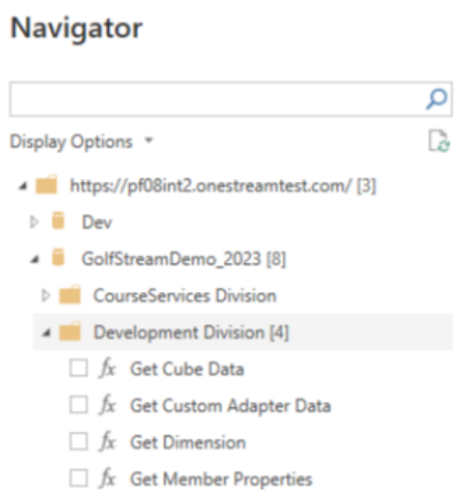 Navigator
Display Options
https://pf08int2.onestreamtest.com/ [3]
Dev
GolfStreamDemo_2023 [8]
CourseServices Division
Development Division [4]
fx Get Cube Data
fx Get Custom Adapter Data
fx Get Dimension
fx Get Member Properties